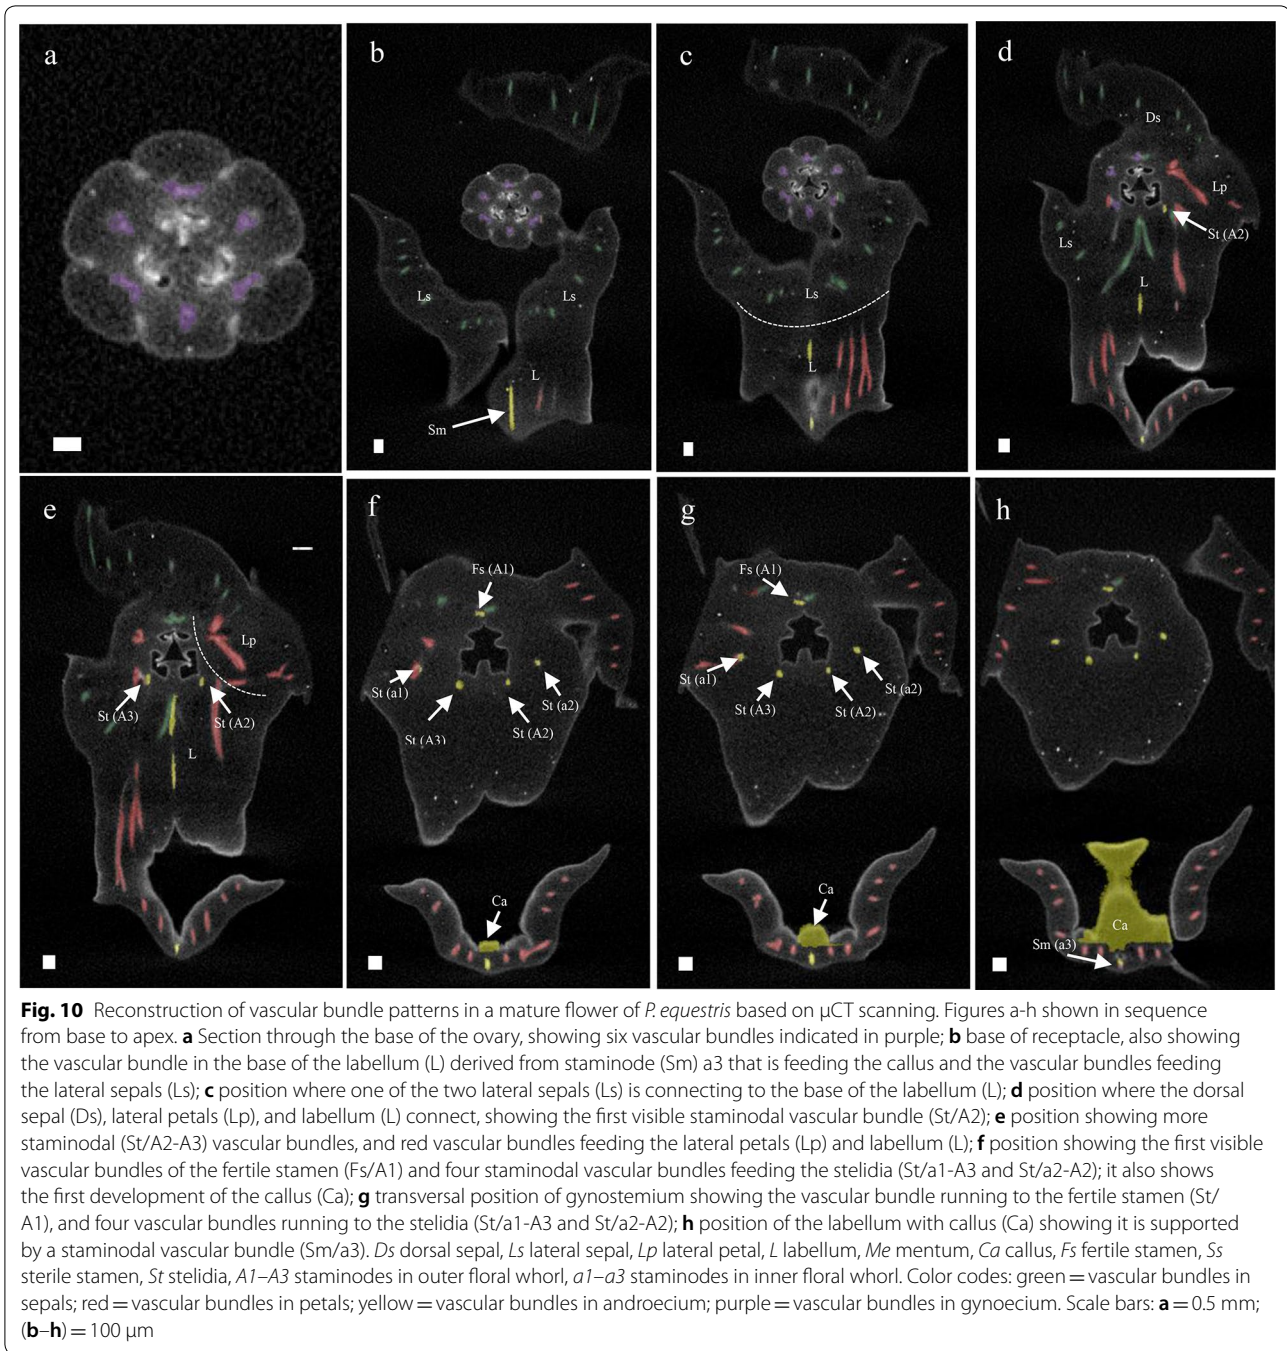 a
b
Ls
Ls
L
Sm
c
Ls
L
d
Ds
Lp
St (A2)
Ls
L
e
Lp
St (A3)
St (A2)
L
f
Fs (A1)
St (a1)
St (a2)
St (A3)
St (A2)
Ca
g
Fs (A1)
St (a1)
St (a2)
St (A3)
St (A2)
Ca
h
Ca
Sm (a3)
Fig. 10 Reconstruction of vascular bundle patterns in a mature flower of P. equestris based on µCT scanning. Figures a-h shown in sequence
from base to apex. a Section through the base of the ovary, showing six vascular bundles indicated in purple; b base of receptacle, also showing
the vascular bundle in the base of the labellum (L) derived from staminode (Sm) a3 that is feeding the callus and the vascular bundles feeding
the lateral sepals (Ls); c position where one of the two lateral sepals (Ls) is connecting to the base of the labellum (L); d position where the dorsal
sepal (Ds), lateral petals (Lp), and labellum (L) connect, showing the first visible staminodal vascular bundle (St/A2); e position showing more
staminodal (St/A2-A3) vascular bundles, and red vascular bundles feeding the lateral petals (Lp) and labellum (L); f position showing the first visible
vascular bundles of the fertile stamen (Fs/A1) and four staminodal vascular bundles feeding the stelidia (St/a1-A3 and St/a2-A2); it also shows
the first development of the callus (Ca); g transversal position of gynostemium showing the vascular bundle running to the fertile stamen (St/
A1), and four vascular bundles running to the stelidia (St/a1-A3 and St/a2-A2); h position of the labellum with callus (Ca) showing it is supported
by a staminodal vascular bundle (Sm/a3). Ds dorsal sepal, Ls lateral sepal, Lp lateral petal, L labellum, Me mentum, Ca callus, Fs fertile stamen, Ss
sterile stamen, St stelidia, A1–A3 staminodes in outer floral whorl, a1–a3 staminodes in inner floral whorl. Color codes: green = vascular bundles in
sepals; red = vascular bundles in petals; yellow = vascular bundles in androecium; purple = vascular bundles in gynoecium. Scale bars: a = 0.5 mm;
(b–h) = 100 µm